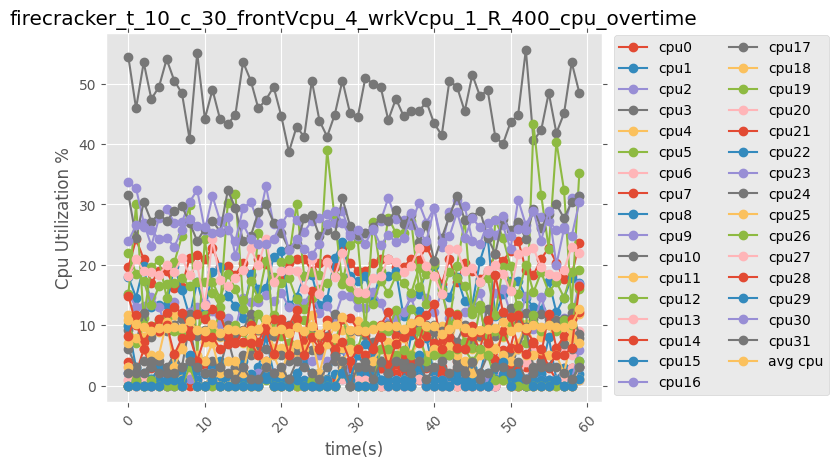 firecracker_t_10_c_30_frontVcpu_4_wrkVcpu_1_R_400_cpu_overtime
Cpu Utilization %
50
40
30
20
10
0
0
10
20
30
40
50
60
time(s)
cpu0
cpu1
cpu2
cpu3
cpu4
cpu5
cpu6
cpu7
cpu8
cpu9
cpu10
cpu11
cpu12
cpu13
cpu14
cpu15
cpu16
cpu17
cpu18
cpu19
cpu20
cpu21
cpu22
cpu23
cpu24
cpu25
cpu26
cpu27
cpu28
cpu29
cpu30
cpu31
avg cpu